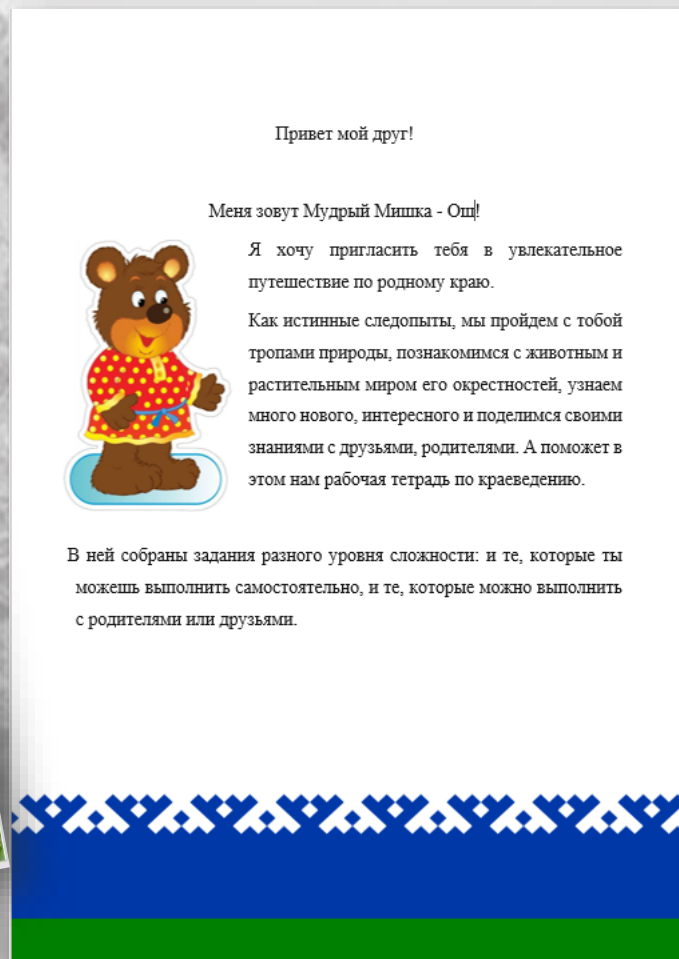 Привет мой друг!
Меня зовут Мудрый Мишка - Ощ!
Я хочу пригласить тебя в увлекательное
путешествие по родному краю.
Как истинные следопыты, мы пройдем с тобой
тропами природы, познакомимся с животным и
растительным миром его окрестностей, узнаем
много нового, интересного и поделимся своими
знаниями с друзьями, родителями. А поможет в
этом нам рабочая тетрадь по краеведению.
В ней собраны задания разного уровня сложности: и те, которые ты
можешь выполнить самостоятельно, и те, которые можно выполнить
с родителями или друзьями.